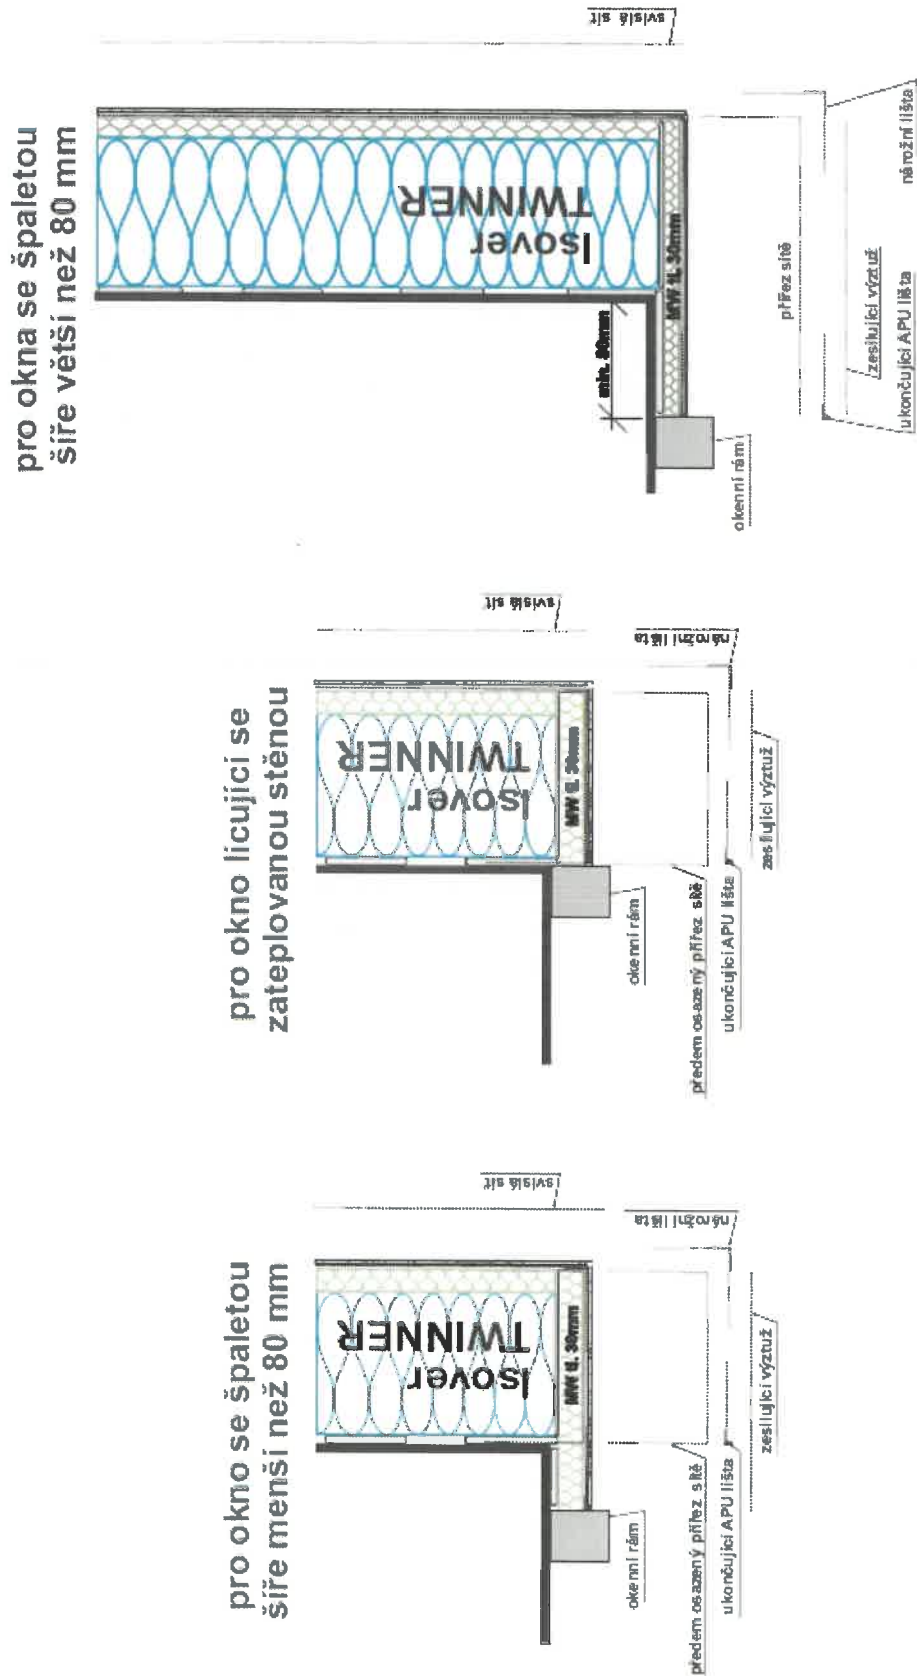 pro okno se špaletou
šíře menší než 80 mm
Isover
TWINNER
MW tl. 30mm
svislá síť
nárožní lišta
okenní rám
předem osazený přířez sítě
ukončující APU lišta
zesilující výztuž
pro okno lícující se
zateplovanou stěnou
Isover
TWINNER
MW tl. 30mm
svislá síť
nárožní lišta
okenní rám
předem osazený přířez sítě
ukončující APU lišta
zesilující výztuž
pro okna se špaletou
šíře větší než 80 mm
Isover
TWINNER
MW tl. 30mm
min. 80mm
svislá síť
okenní rám
přířez sítě
zesilující výztuž
ukončující APU lišta
nárožní lišta